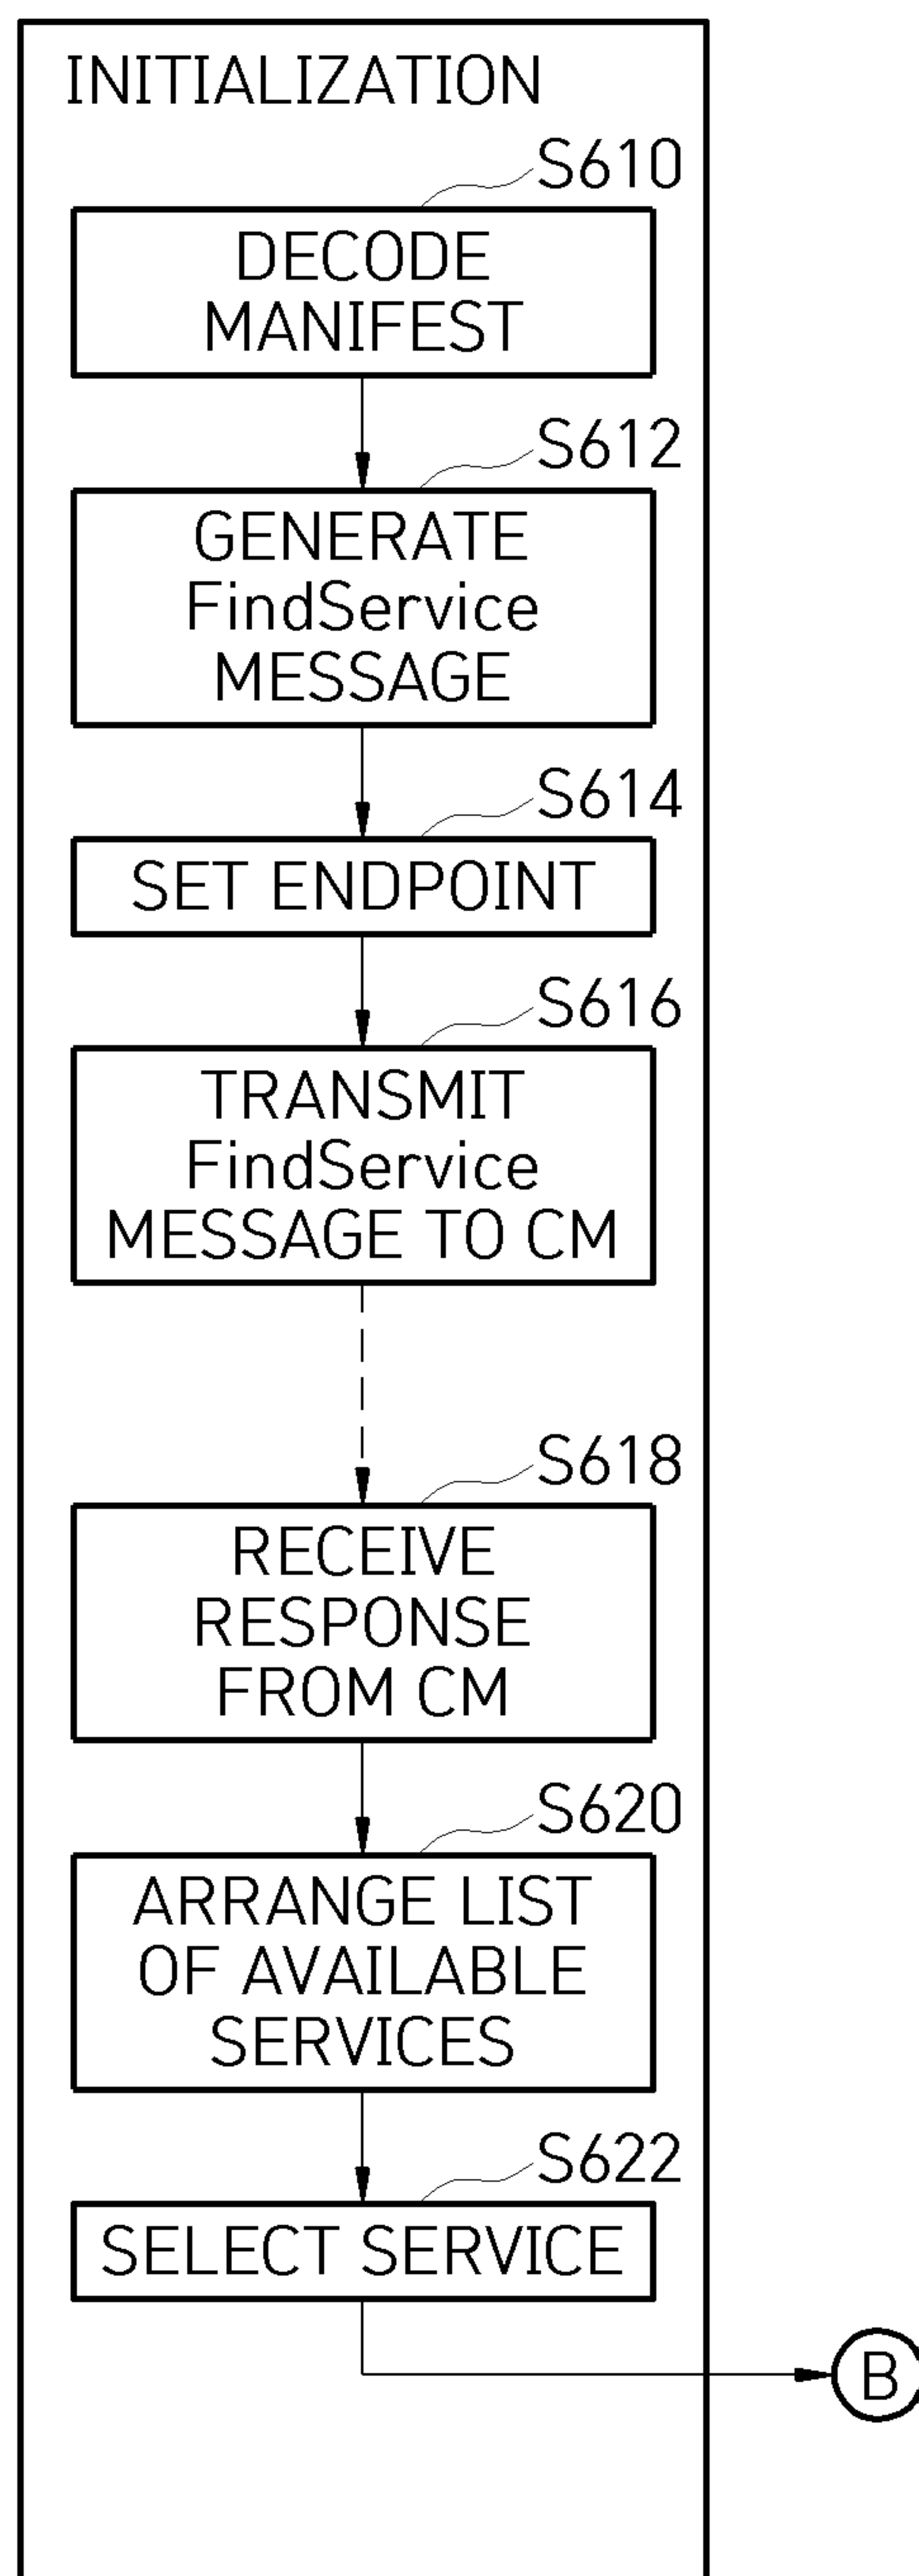 INITIALIZATION
S610
DECODE
MANIFEST
S612
GENERATE
FindService
MESSAGE
S614
SET ENDPOINT
S616
TRANSMIT
FindService
MESSAGE TO CM
S618
RECEIVE
RESPONSE
FROM CM
S620
ARRANGE LIST
OF AVAILABLE
SERVICES
S622
SELECT SERVICE
B